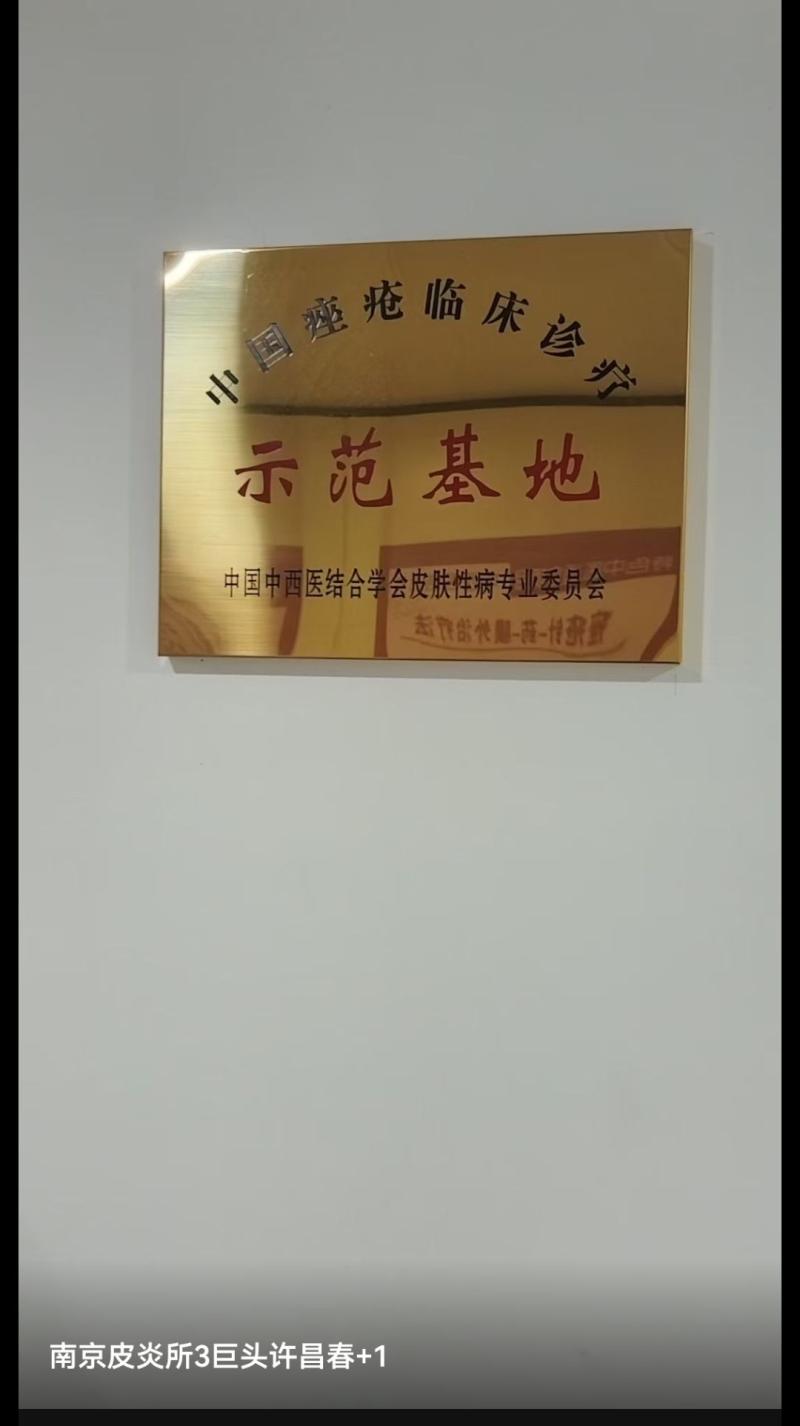 中国痤疮临床诊疗
示范基地
中国中西医结合学会皮肤性病专业委员会
南京皮炎所3巨头许昌春+1